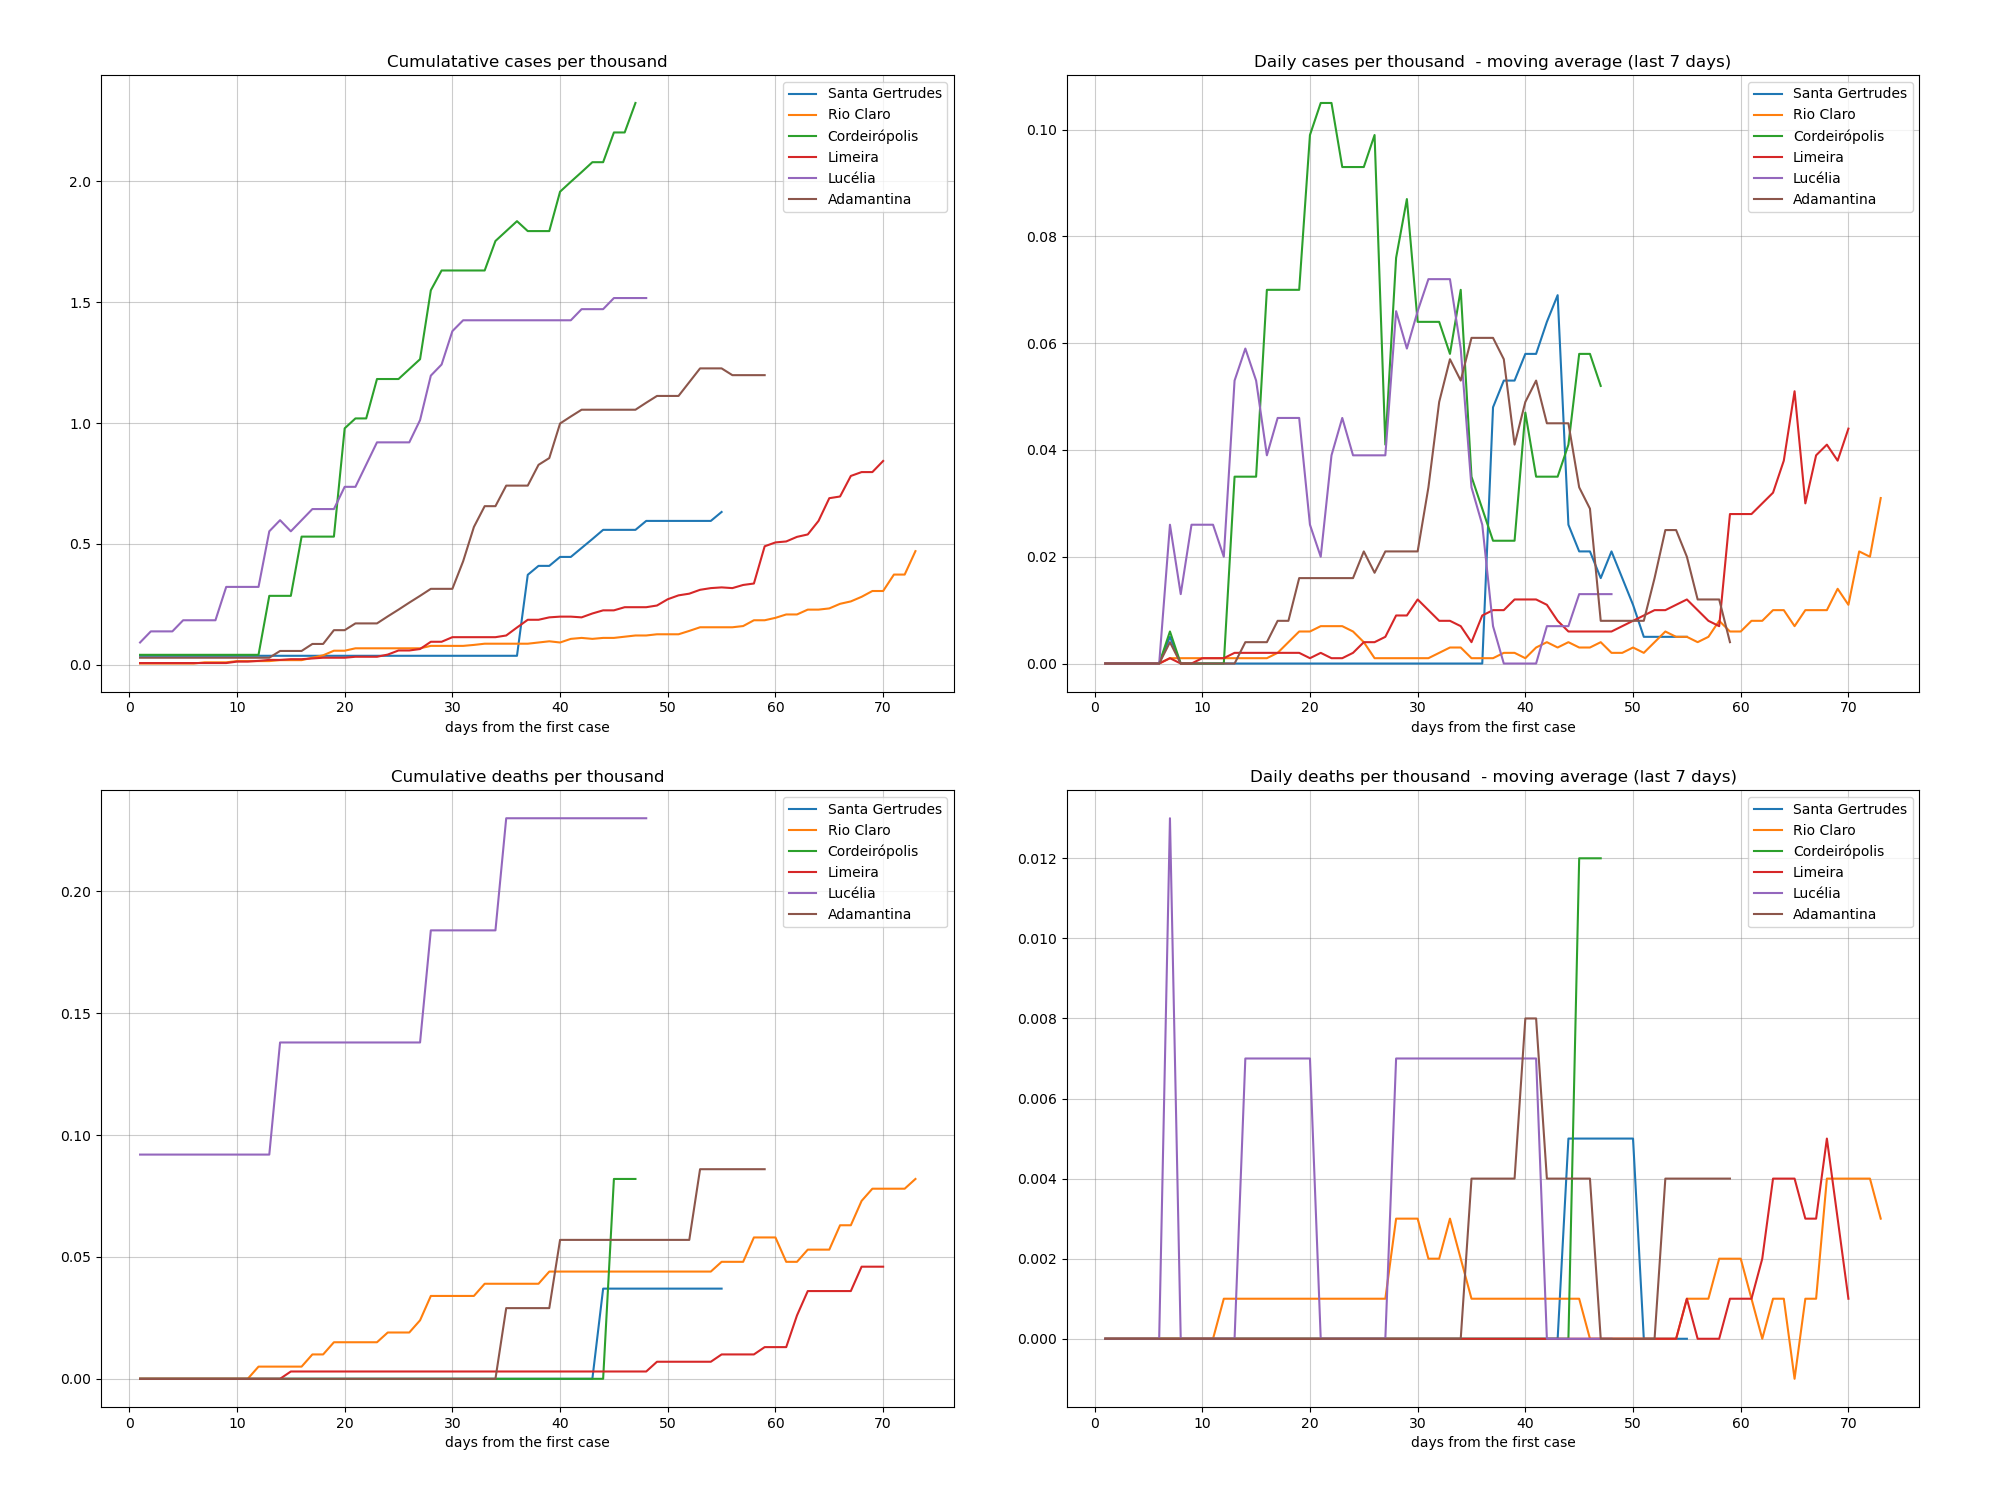 Cumulatative cases per thousand
Santa Gertrudes
Rio Claro
Cordeirópolis
Limeira
Lucélia
Adamantina
2.0
1.5
1.0
0.5
0.0
0 10 20 30 40 50 60 70
days from the first case
Daily cases per thousand - moving average (last 7 days)
Santa Gertrudes
Rio Claro
Cordeirópolis
Limeira
Lucélia
Adamantina
0.10
0.08
0.06
0.04
0.02
0.00
0 10 20 30 40 50 60 70
days from the first case
Cumulative deaths per thousand
Santa Gertrudes
Rio Claro
Cordeirópolis
Limeira
Lucélia
Adamantina
0.20
0.15
0.10
0.05
0.00
0 10 20 30 40 50 60 70
days from the first case
Daily deaths per thousand - moving average (last 7 days)
Santa Gertrudes
Rio Claro
Cordeirópolis
Limeira
Lucélia
Adamantina
0.012
0.010
0.008
0.006
0.004
0.002
0.000
0 10 20 30 40 50 60 70
days from the first case